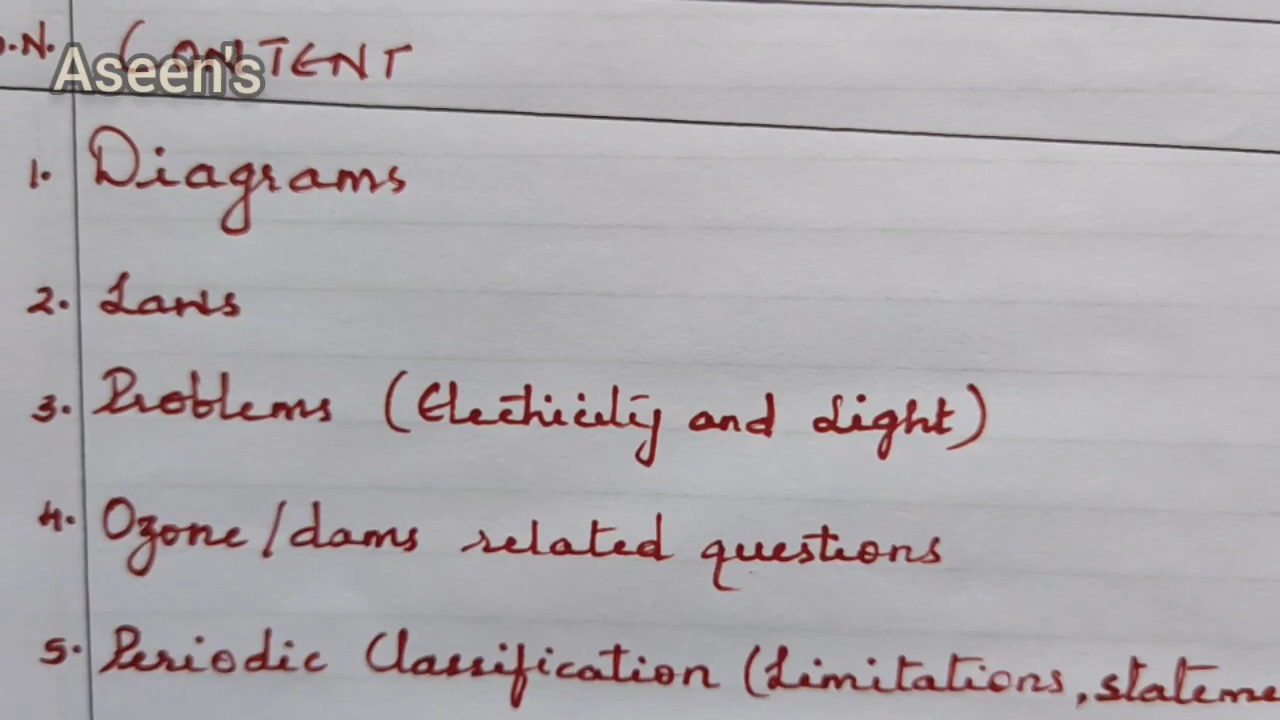 .N. CONTENT
Aseen's
1. Diagrams
2. Laws
3. Problems (Electricity and Light)
4. Ozone/dams related questions
5. Periodic Classification (Limitations, stateme